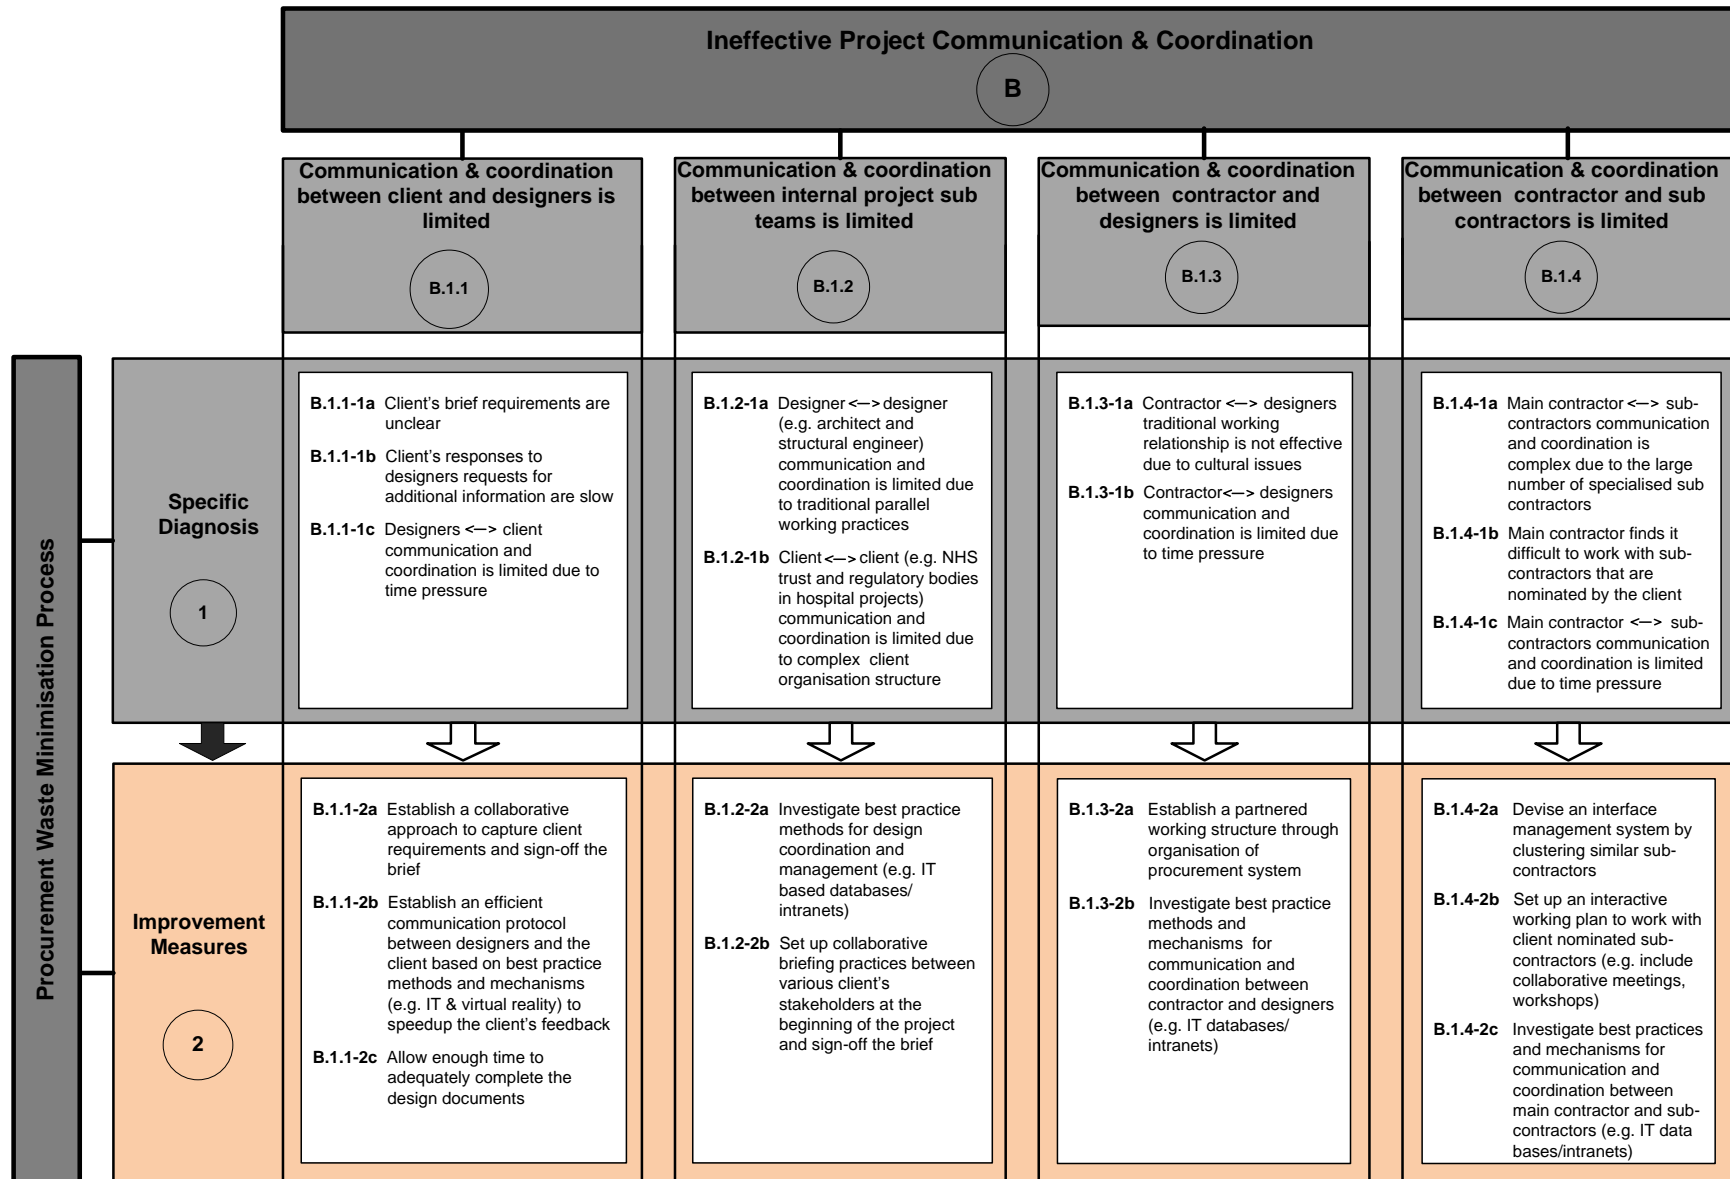 Ineffective Project Communication & Coordination
B
Communication & coordination
between client and designers is
limited
B.1.1
Communication & coordination
between internal project sub
teams is limited
B.1.2
Communication & coordination
between contractor and
designers is limited
B.1.3
Communication & coordination
between contractor and sub
contractors is limited
B.1.4
Procurement Waste Minimisation Process
Specific
Diagnosis
1
B.1.1-1a Client's brief requirements are
unclear
B.1.1-1b Client's responses to
designers requests for
additional information are slow
B.1.1-1c Designers <—> client
communication and
coordination is limited due to
time pressure
B.1.2-1a Designer <—> designer
(e.g. architect and
structural engineer)
communication and
coordination is limited due
to traditional parallel
working practices
B.1.2-1b Client <—> client (e.g. NHS
trust and regulatory bodies
in hospital projects)
communication and
coordination is limited due
to complex client
organisation structure
B.1.3-1a Contractor <—> designers
traditional working
relationship is not effective
due to cultural issues
B.1.3-1b Contractor<—> designers
communication and
coordination is limited due
to time pressure
B.1.4-1a Main contractor <—> sub-
contractors communication
and coordination is
complex due to the large
number of specialised sub
contractors
B.1.4-1b Main contractor finds it
difficult to work with sub-
contractors that are
nominated by the client
B.1.4-1c Main contractor <—> sub-
contractors communication
and coordination is limited
due to time pressure
Improvement
Measures
2
B.1.1-2a Establish a collaborative
approach to capture client
requirements and sign-off the
brief
B.1.1-2b Establish an efficient
communication protocol
between designers and the
client based on best practice
methods and mechanisms
(e.g. IT & virtual reality) to
speedup the client's feedback
B.1.1-2c Allow enough time to
adequately complete the
design documents
B.1.2-2a Investigate best practice
methods for design
coordination and
management (e.g. IT
based databases/
intranets)
B.1.2-2b Set up collaborative
briefing practices between
various client's
stakeholders at the
beginning of the project
and sign-off the brief
B.1.3-2a Establish a partnered
working structure through
organisation of
procurement system
B.1.3-2b Investigate best practice
methods and
mechanisms for
communication and
coordination between
contractor and designers
(e.g. IT databases/
intranets)
B.1.4-2a Devise an interface
management system by
clustering similar sub-
contractors
B.1.4-2b Set up an interactive
working plan to work with
client nominated sub-
contractors (e.g. include
collaborative meetings,
workshops)
B.1.4-2c Investigate best practices
and mechanisms for
communication and
coordination between
main contractor and sub-
contractors (e.g. IT data
bases/intranets)